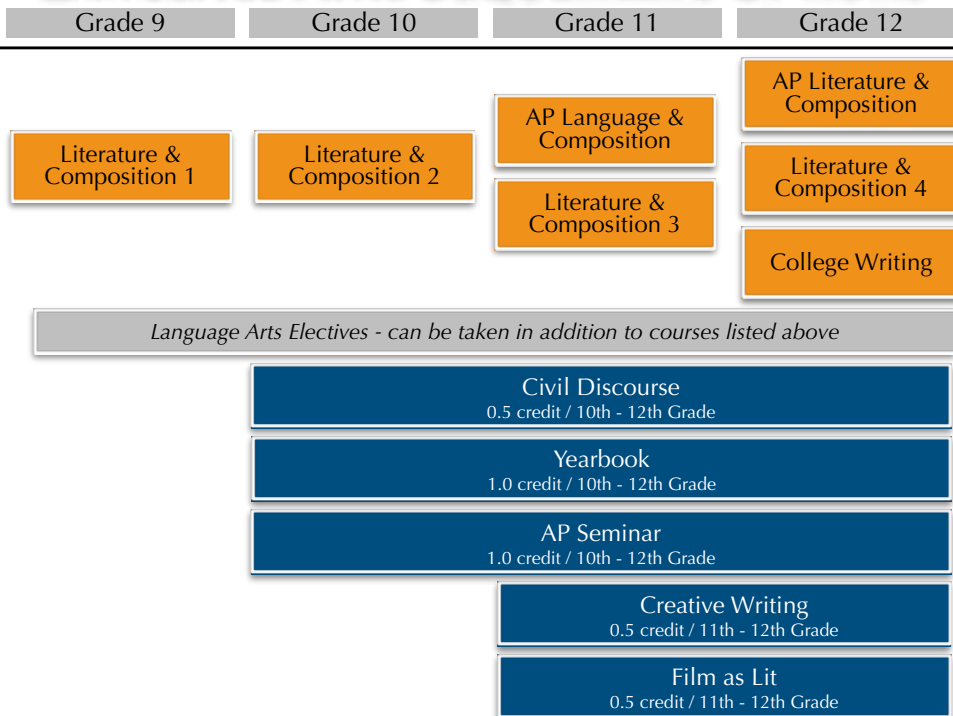 Grade 9
Grade 10
Grade 11
Grade 12
AP Literature &
Composition
AP Language &
Composition
Literature &
Composition 1
Literature &
Composition 2
Literature &
Composition 4
Literature &
Composition 3
College Writing
Language Arts Electives - can be taken in addition to courses listed above
Civil Discourse
0.5 credit / 10th - 12th Grade
Yearbook
1.0 credit / 10th - 12th Grade
AP Seminar
1.0 credit / 10th - 12th Grade
Creative Writing
0.5 credit / 11th - 12th Grade
Film as Lit
0.5 credit / 11th - 12th Grade